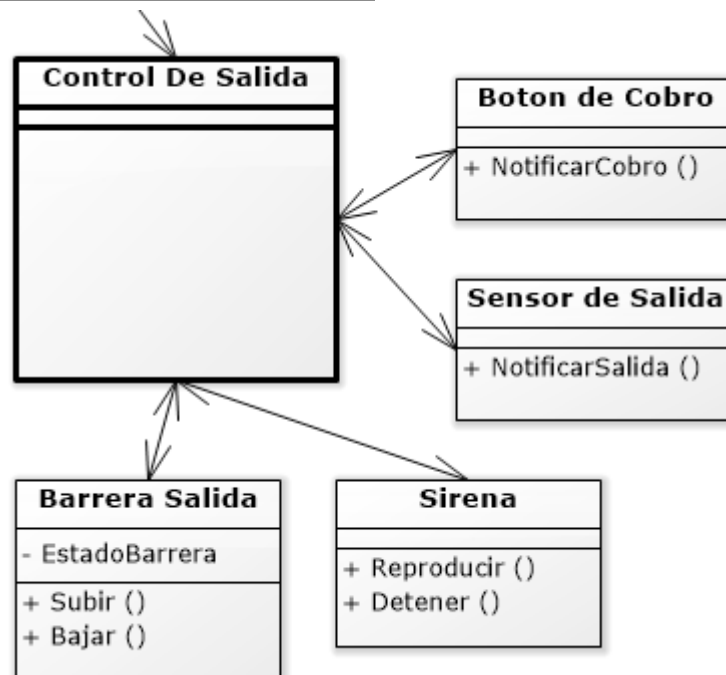 Control De Salida
Boton de Cobro
+ NotificarCobro ()
Sensor de Salida
+ NotificarSalida ()
Barrera Salida
- EstadoBarrera
+ Subir ()
+ Bajar ()
Sirena
+ Reproducir ()
+ Detener ()